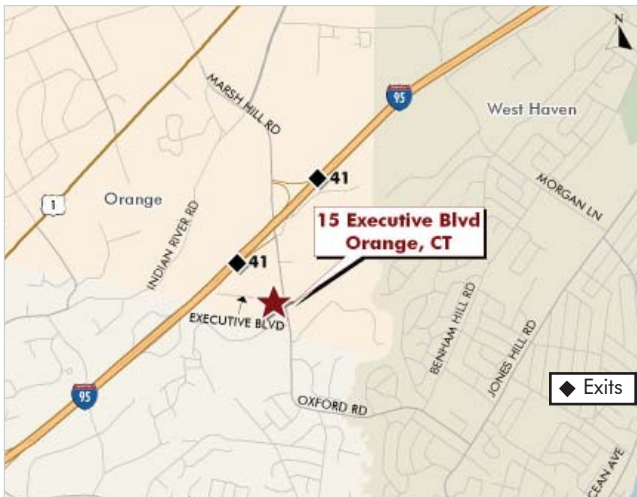 N
95
West Haven
MARSH HILL RD
41
MORGAN LN
1
Orange
INDIAN RIVER RD
15 Executive Blvd
Orange, CT
41
EXECUTIVE BLVD
BENHAM HILL RD
JONES HILL RD
95
OXFORD RD
Exits
CEAN AVE